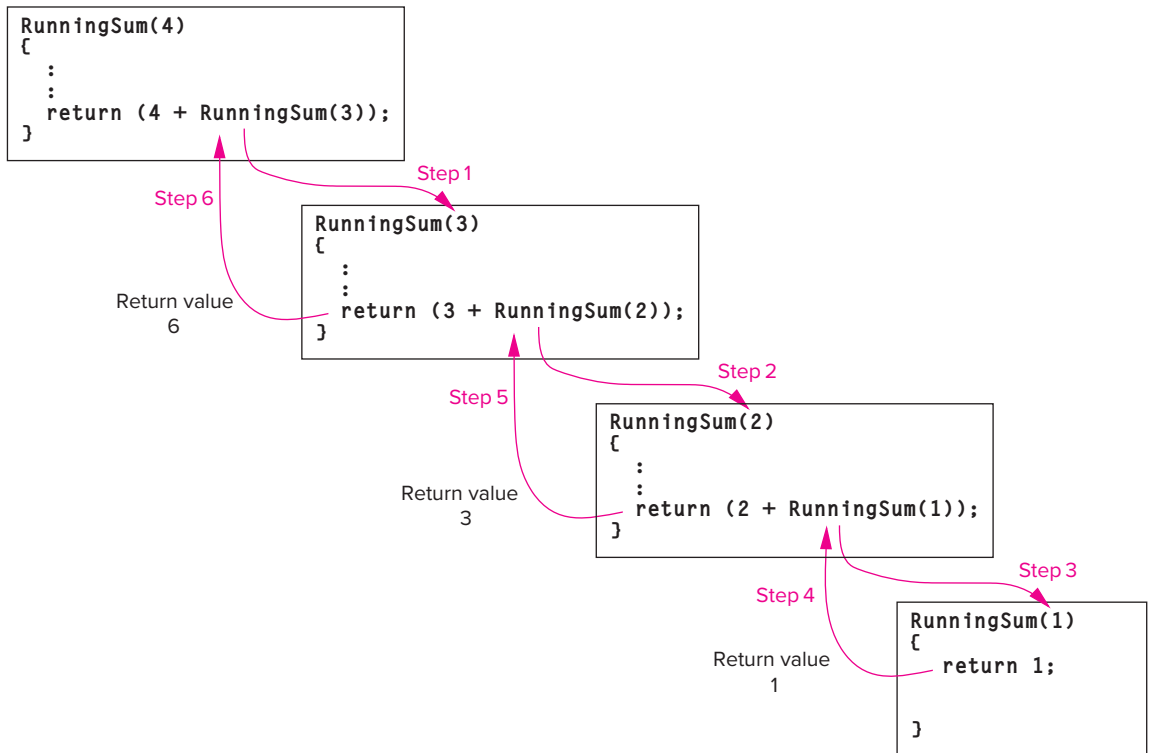 RunningSum(4)
{
:
:
return (4 + RunningSum(3));
}
Step 1
Step 6
RunningSum(3)
{
:
:
return (3 + RunningSum(2));
}
Return value
6
Step 2
Step 5
RunningSum(2)
{
:
:
return (2 + RunningSum(1));
}
Return value
3
Step 3
Step 4
RunningSum(1)
{
return 1;
}
Return value
1